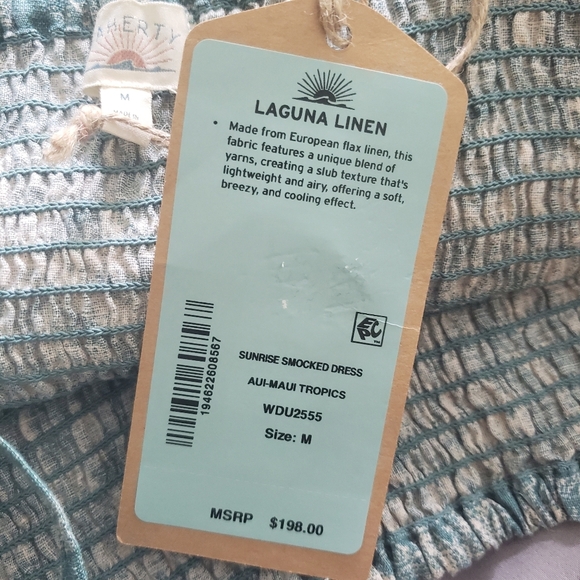 AHERTY
M
LAGUNA LINEN
• Made from European flax linen, this
fabric features a unique blend of
yarns, creating a slub texture that's
lightweight and airy, offering a soft,
breezy, and cooling effect.
EPC
194622608567
SUNRISE SMOCKED DRESS
AUI-MAUI TROPICS
WDU2555
Size: M
MSRP $198.00